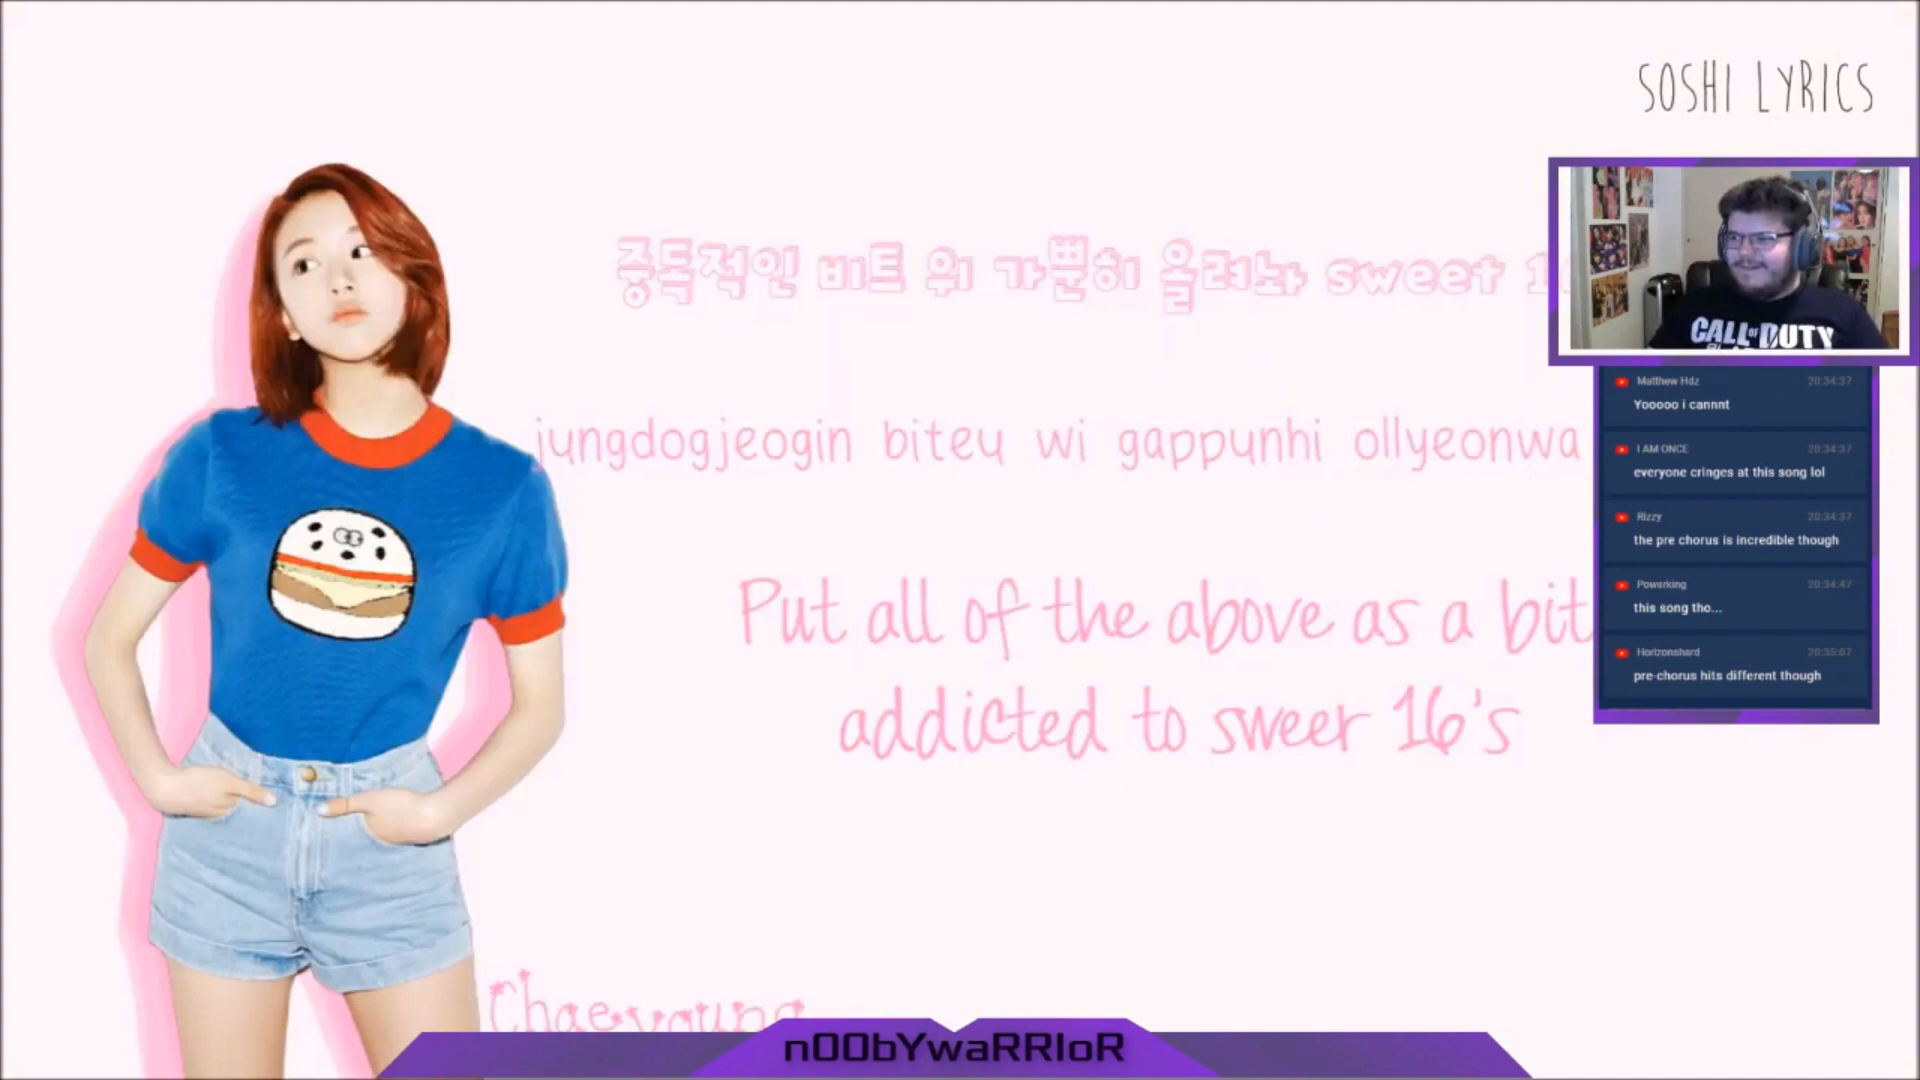 SOSHI LYRICS
중독적인 비트 위 가뿐히 올려놔 sweet
jungdogjeogin biteu wi gappunhi ollyeonwa
Put all of the above as a bit
addicted to sweer 16's
Chaeyoung
CALL OF DUTY
Matthew Hdz 20:34:37
Yooooo i cannnt
I AM ONCE 20:34:37
everyone cringes at this song lol
Rizzy 20:34:37
the pre chorus is incredible though
Powerking 20:34:47
this song tho...
Horizonshard 20:35:07
pre-chorus hits different though
n00bYwaRRIoR